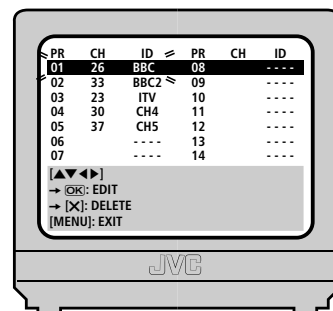 PR CH ID PR CH ID
01 26 BBC 08 - - - -
02 33 BBC2 09 - - - -
03 23 ITV 10 - - - -
04 30 CH4 11 - - - -
05 37 CH5 12 - - - -
06 - - - - 13 - - - -
07 - - - - 14 - - - -
[▲▼◀▶]
→ OK: EDIT
→ [X]: DELETE
[MENU]: EXIT
JVC